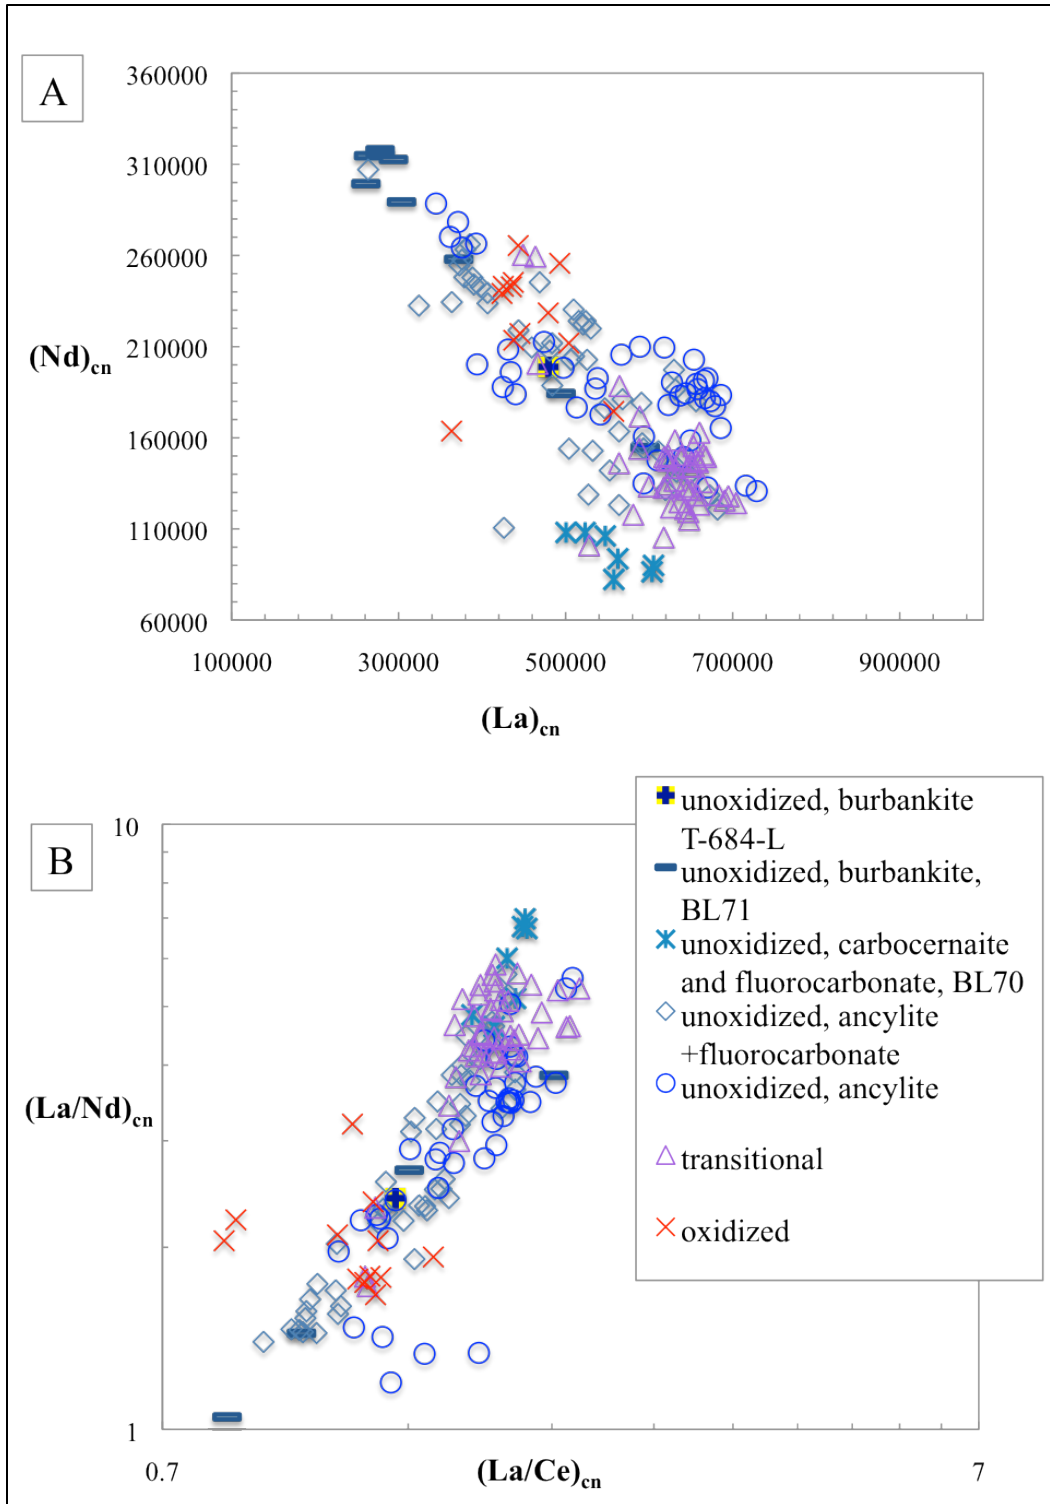 A
360000
310000
260000
210000
160000
110000
60000
(Nd)cn
100000 300000 500000 700000 900000
(La)cn
B
10
(La/Nd)cn
1
0.7
(La/Ce)cn
7
unoxidized, burbankite
T-684-L
unoxidized, burbankite,
BL71
unoxidized, carbocernaite
and fluorocarbonate, BL70
unoxidized, ancylite
+fluorocarbonate
unoxidized, ancylite
transitional
oxidized